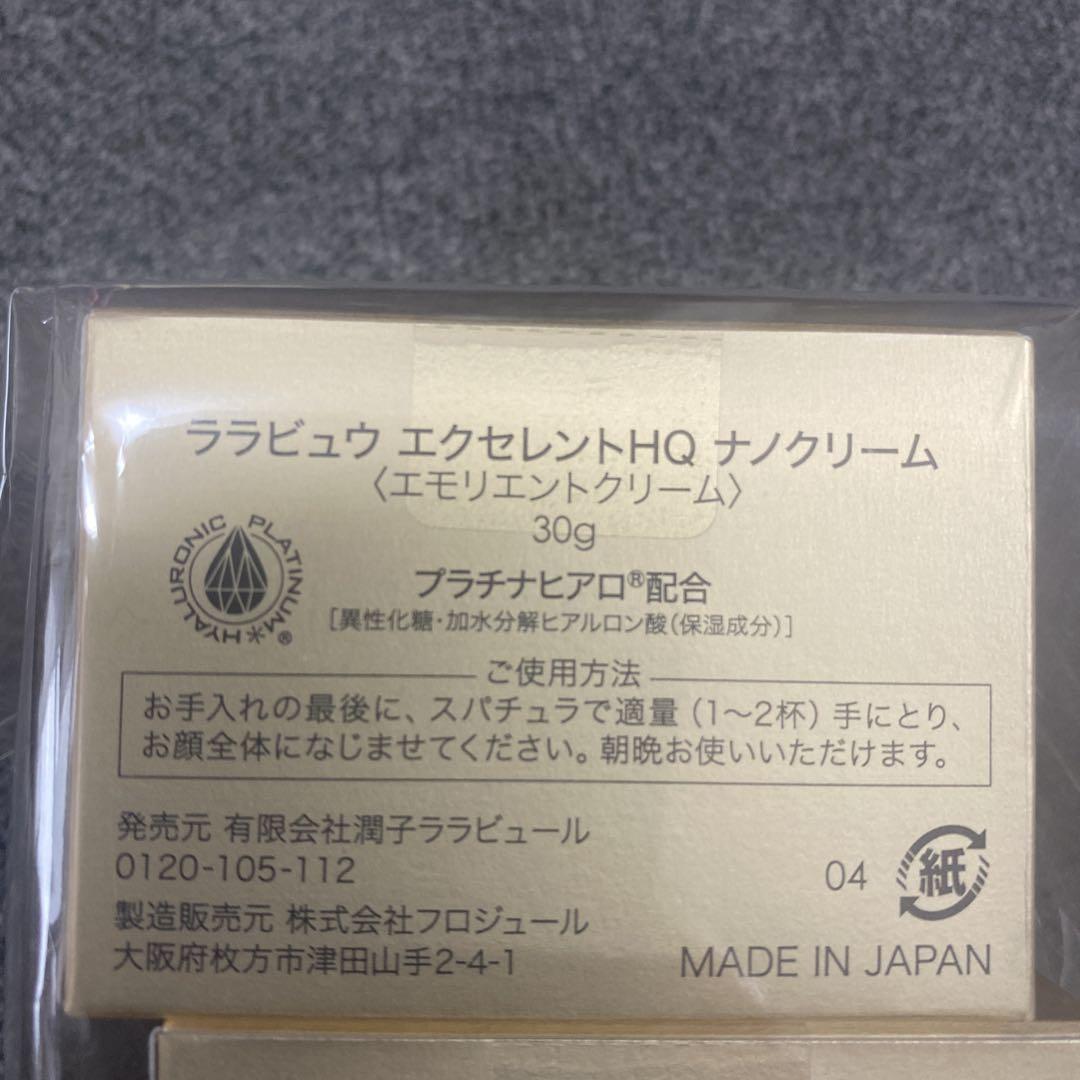 ララビュウ エクセレントHQ ナノクリーム
〈エモリエントクリーム〉
30g
HYALURONIC PLATINUM*®
プラチナヒアロ®配合
[異性化糖・加水分解ヒアルロン酸(保湿成分)]
ご使用方法
お手入れの最後に、スパチュラで適量(1〜2杯)手にとり、
お顔全体になじませてください。朝晩お使いいただけます。
発売元 有限会社潤子ララビュール
0120-105-112
製造販売元 株式会社フロジュール
大阪府枚方市津田山手2-4-1
04
紙
MADE IN JAPAN